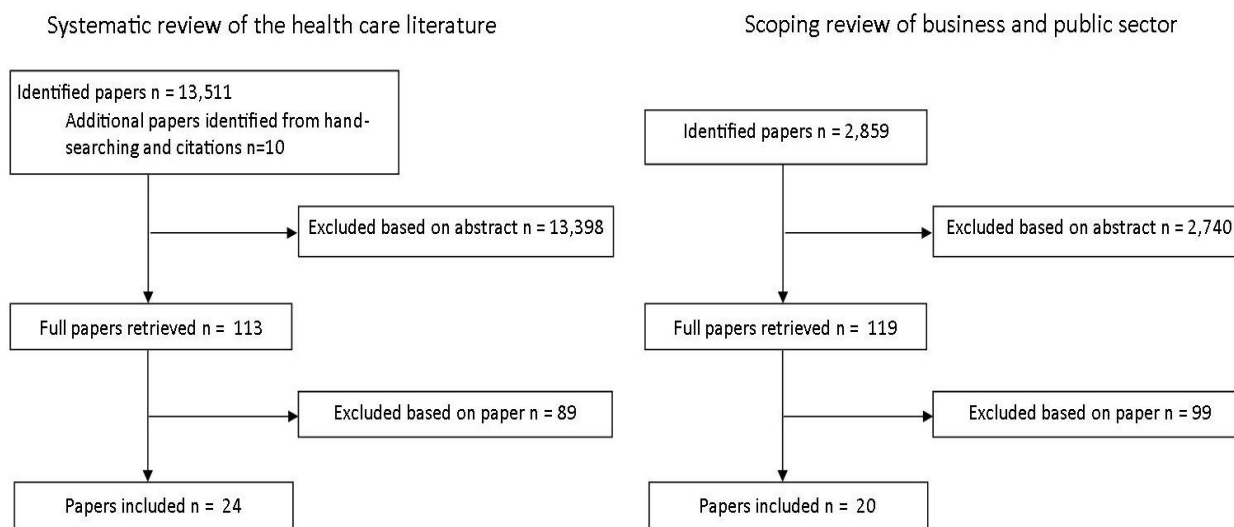 Systematic review of the health care literature
Identified papers n = 13,511
Additional papers identified from hand-
searching and citations n=10
Excluded based on abstract n = 13,398
Full papers retrieved n = 113
Excluded based on paper n = 89
Papers included n = 24
Scoping review of business and public sector
Identified papers n = 2,859
Excluded based on abstract n = 2,740
Full papers retrieved n = 119
Excluded based on paper n = 99
Papers included n = 20